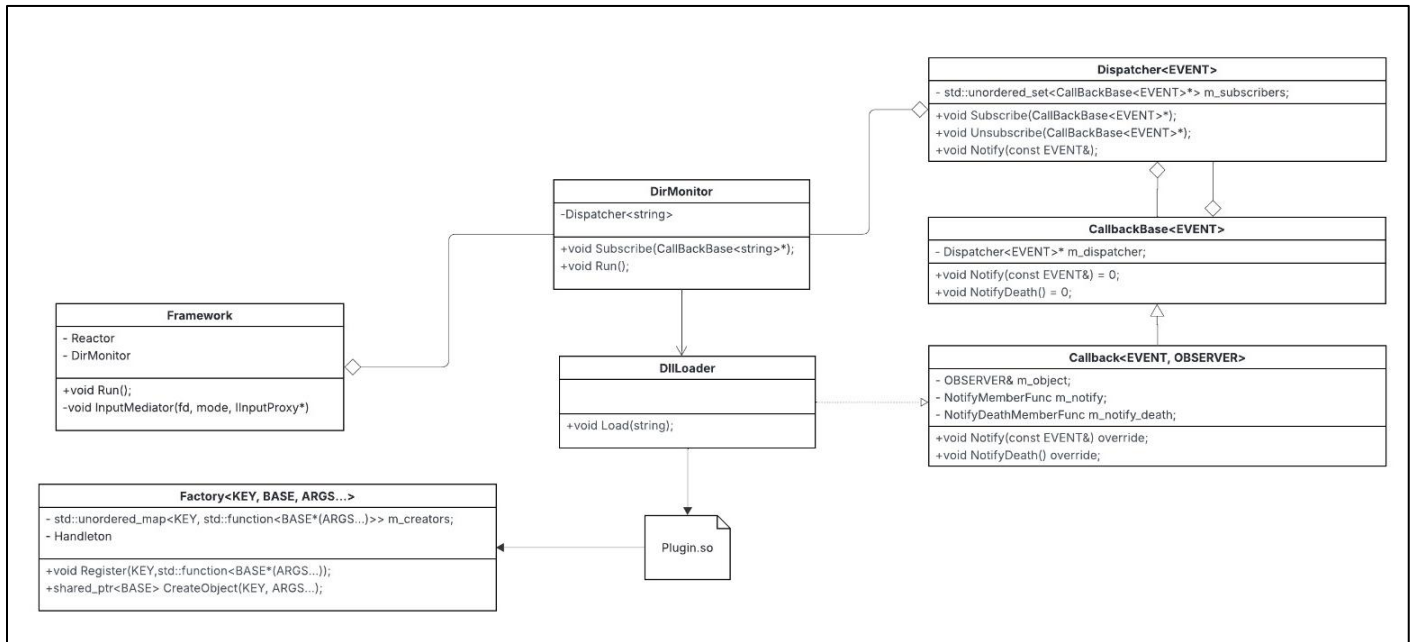 Dispatcher<EVENT>
- std::unordered_set<CallBackBase<EVENT>*> m_subscribers;
+void Subscribe(CallBackBase<EVENT>*);
+void Unsubscribe(CallBackBase<EVENT>*);
+void Notify(const EVENT&);
DirMonitor
-Dispatcher<string>
+void Subscribe(CallBackBase<string>*);
+void Run();
CallbackBase<EVENT>
- Dispatcher<EVENT>* m_dispatcher;
+void Notify(const EVENT&) = 0;
+void NotifyDeath() = 0;
Framework
- Reactor
- DirMonitor
+void Run();
-void InputMediator(fd, mode, IInputProxy*)
DllLoader
+void Load(string);
Callback<EVENT, OBSERVER>
- OBSERVER& m_object;
- NotifyMemberFunc m_notify;
- NotifyDeathMemberFunc m_notify_death;
+void Notify(const EVENT&) override;
+void NotifyDeath() override;
Factory<KEY, BASE, ARGS...>
- std::unordered_map<KEY, std::function<BASE*(ARGS...)>> m_creators;
- Handleton
+void Register(KEY,std::function<BASE*(ARGS...));
+shared_ptr<BASE> CreateObject(KEY, ARGS...);
Plugin.so